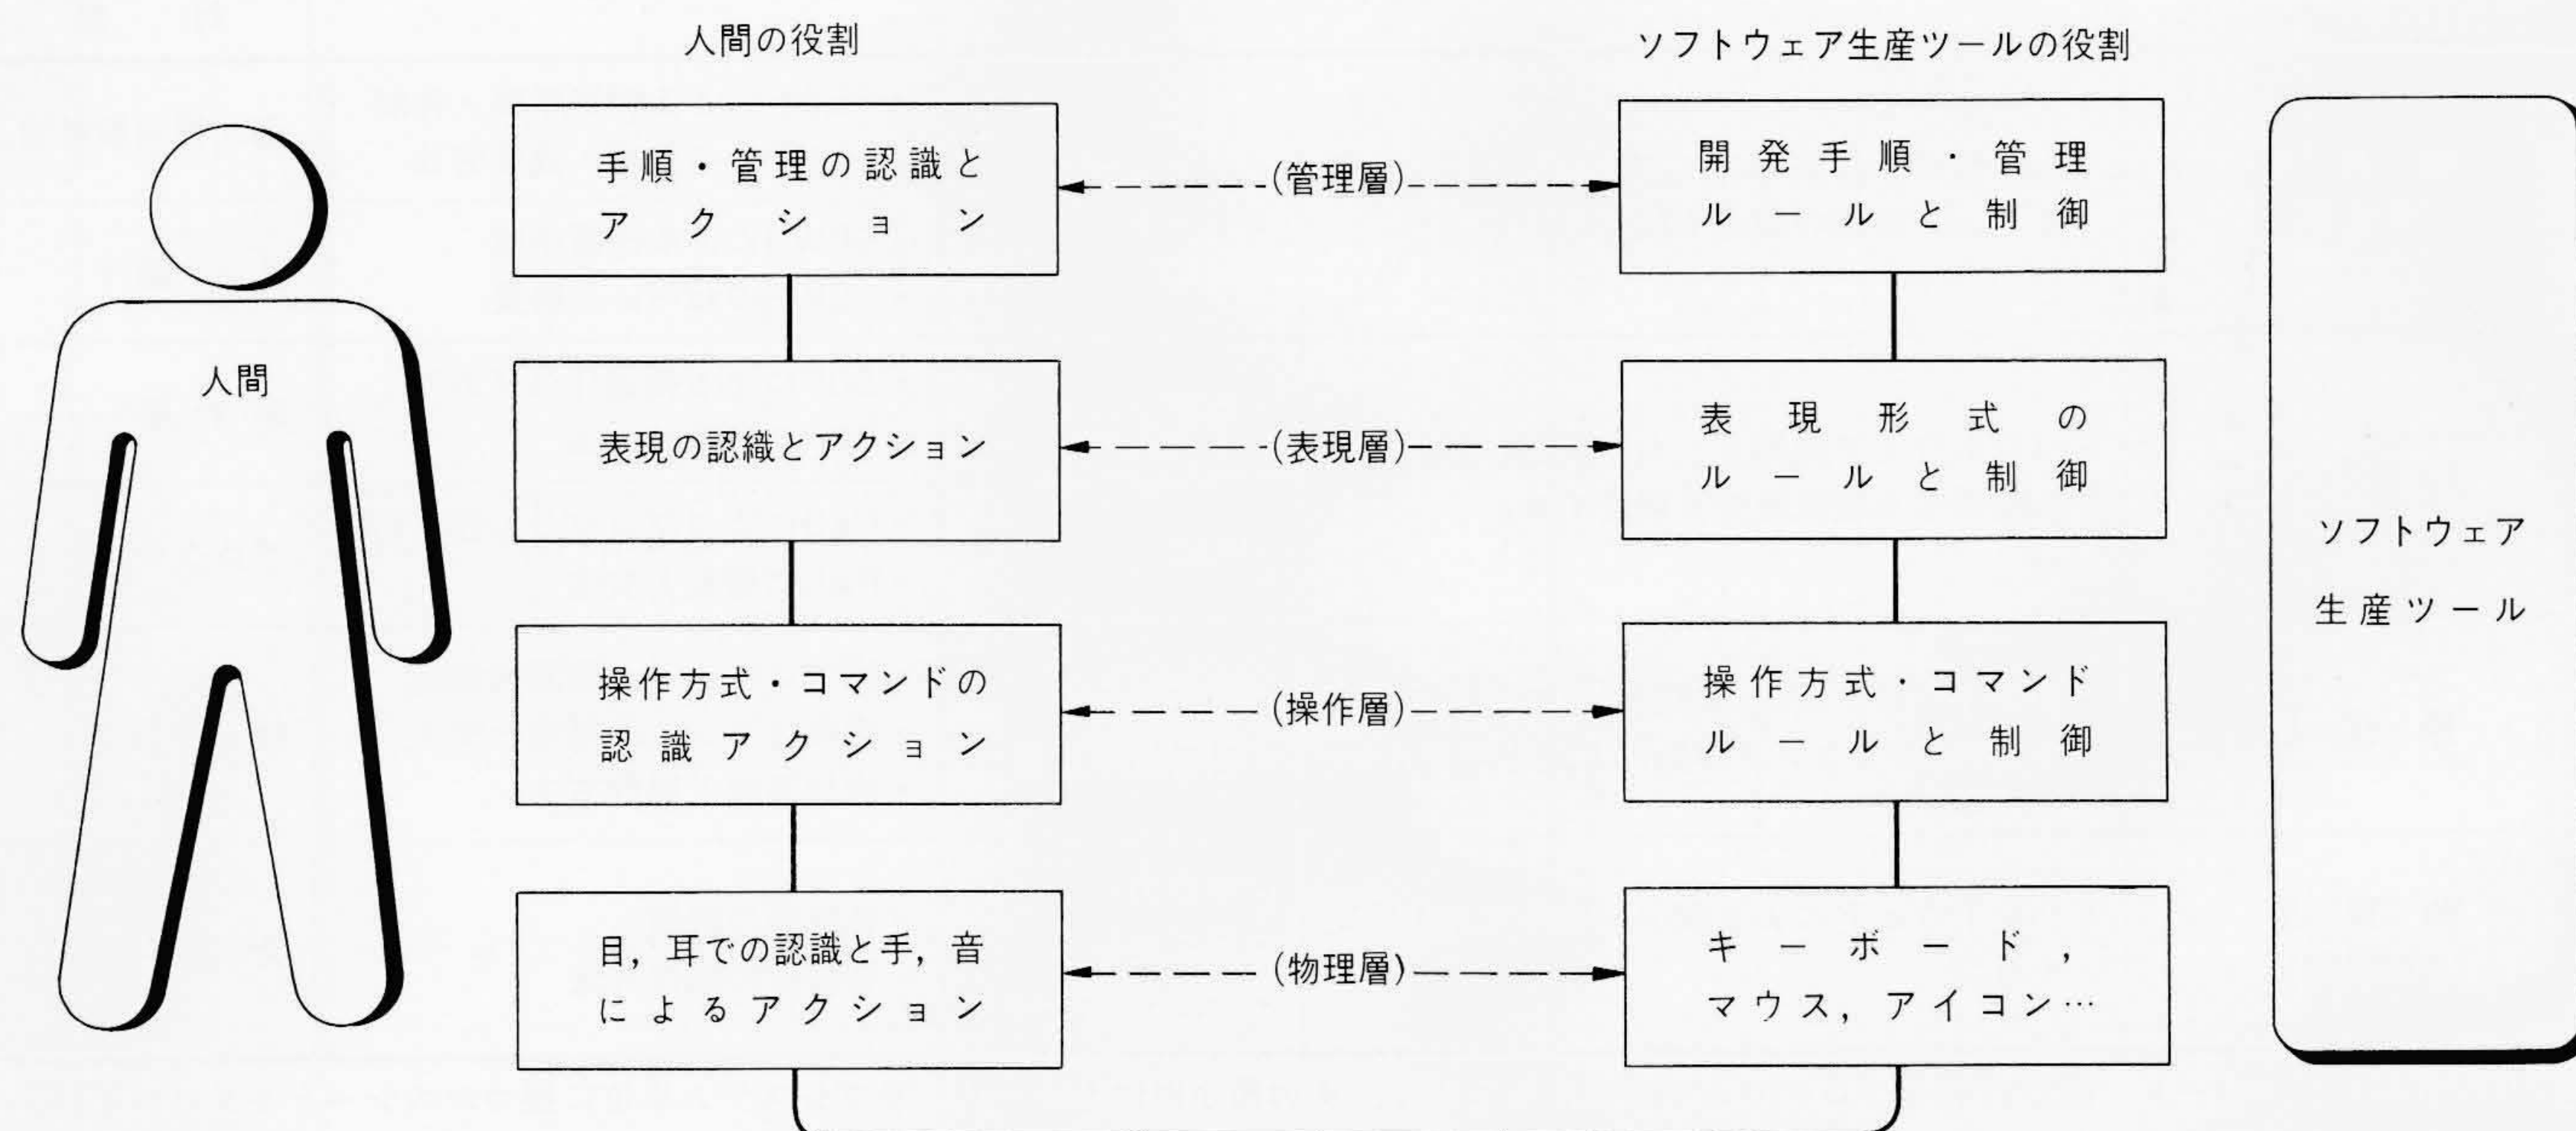 人間の役割
ソフトウェア生産ツールの役割
人間
手順・管理の認識と
アクション
(管理層)
開発手順・管理
ルールと制御
表現の認織とアクション
(表現層)
表現形式の
ルールと制御
操作方式・コマンドの
認識アクション
(操作層)
操作方式・コマンド
ルールと制御
目，耳での認識と手，音
によるアクション
(物理層)
キーボード，
マウス，アイコン…
ソフトウェア
生産ツール